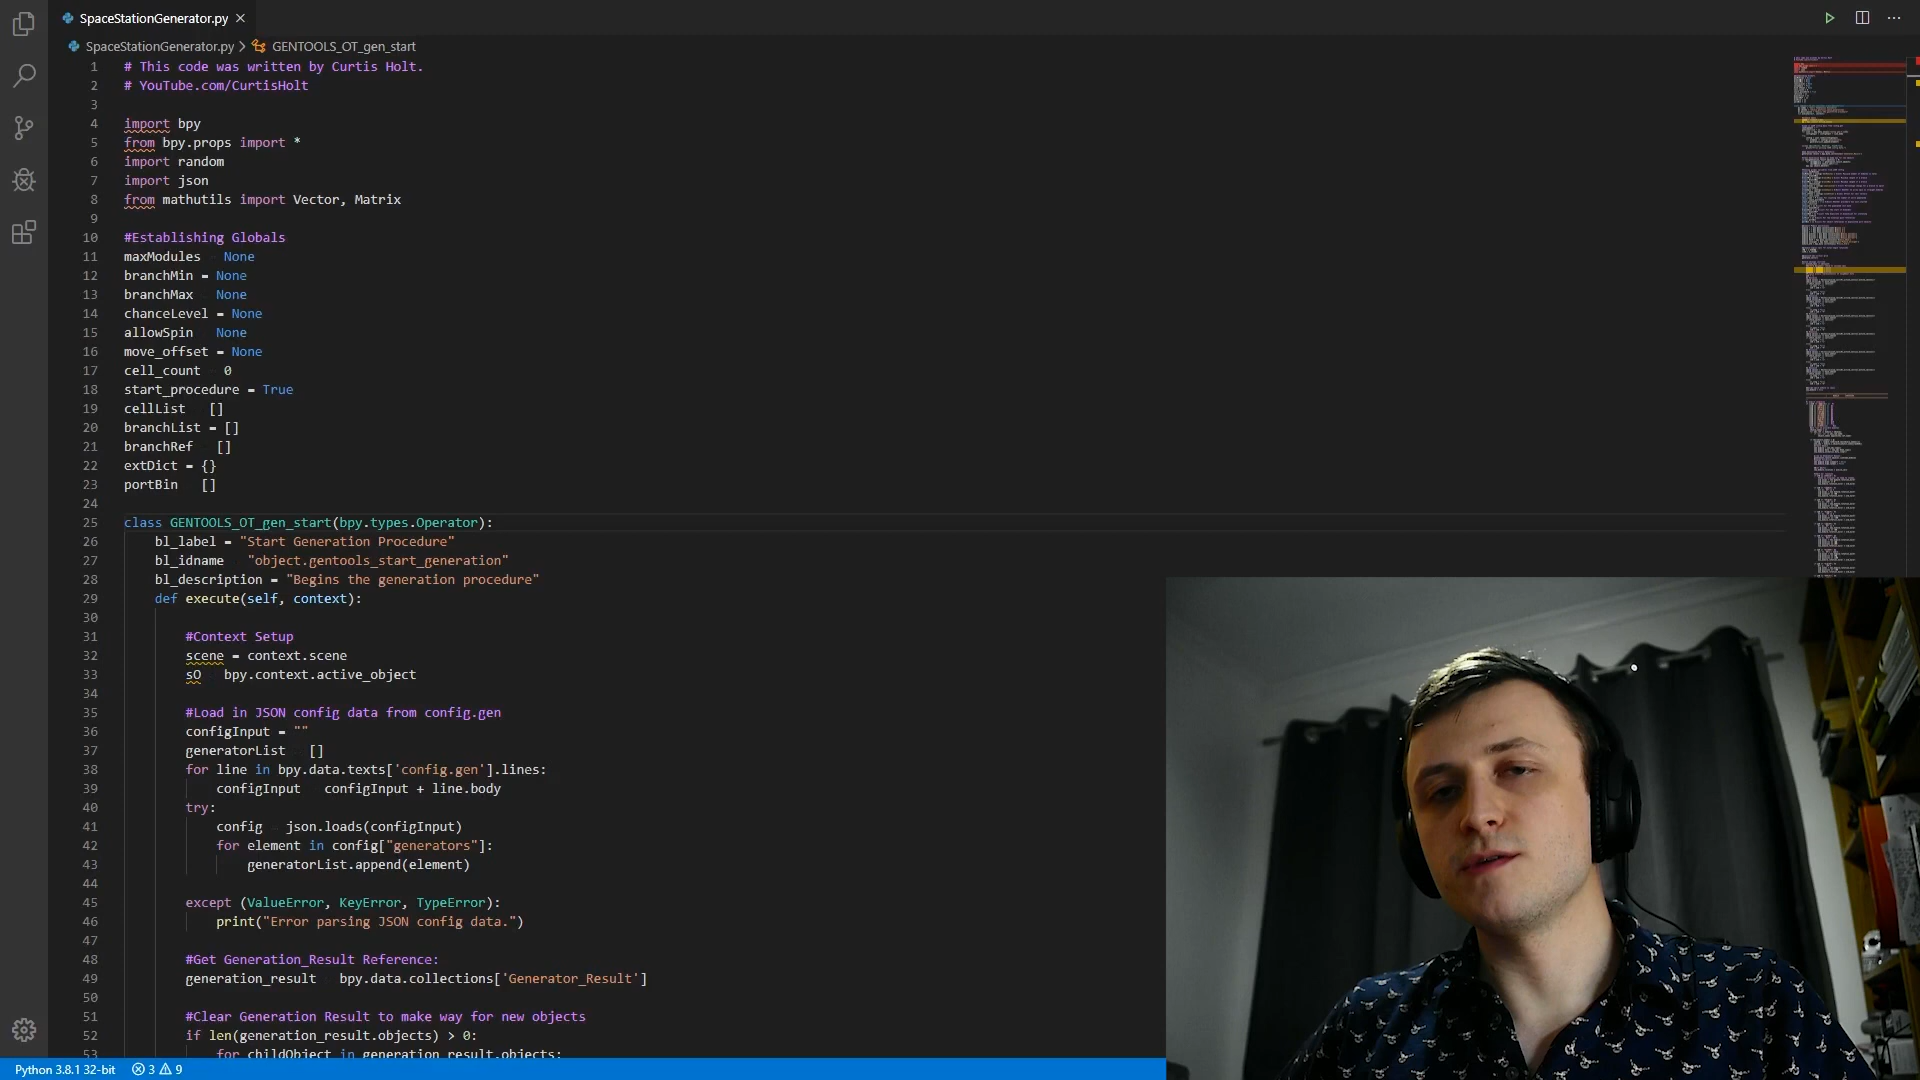 SpaceStationGenerator.py
SpaceStationGenerator.py > GENTOOLS_OT_gen_start
1 # This code was written by Curtis Holt.
2 # YouTube.com/CurtisHolt
3
4 import bpy
5 from bpy.props import *
6 import random
7 import json
8 from mathutils import Vector, Matrix
9
10 #Establishing Globals
11 maxModules None
12 branchMin = None
13 branchMax None
14 chanceLevel = None
15 allowSpin None
16 move_offset = None
17 cell_count 0
18 start_procedure = True
19 cellList []
20 branchList = []
21 branchRef []
22 extDict = {}
23 portBin []
24
25 class GENTOOLS_OT_gen_start(bpy.types.Operator):
26 bl_label = "Start Generation Procedure"
27 bl_idname "object.gentools_start_generation"
28 bl_description = "Begins the generation procedure"
29 def execute(self, context):
30
31 #Context Setup
32 scene = context.scene
33 sO bpy.context.active_object
34
35 #Load in JSON config data from config.gen
36 configInput = ""
37 generatorList []
38 for line in bpy.data.texts['config.gen'].lines:
39 configInput configInput + line.body
40 try:
41 config json.loads(configInput)
42 for element in config["generators"]:
43 generatorList.append(element)
44
45 except (ValueError, KeyError, TypeError):
46 print("Error parsing JSON config data.")
47
48 #Get Generation_Result Reference:
49 generation_result bpy.data.collections['Generator_Result']
50
51 #Clear Generation Result to make way for new objects
52 if len(generation_result.objects) > 0:
53 for childObject in generation_result.objects:
Python 3.8.1 32-bit 3 9